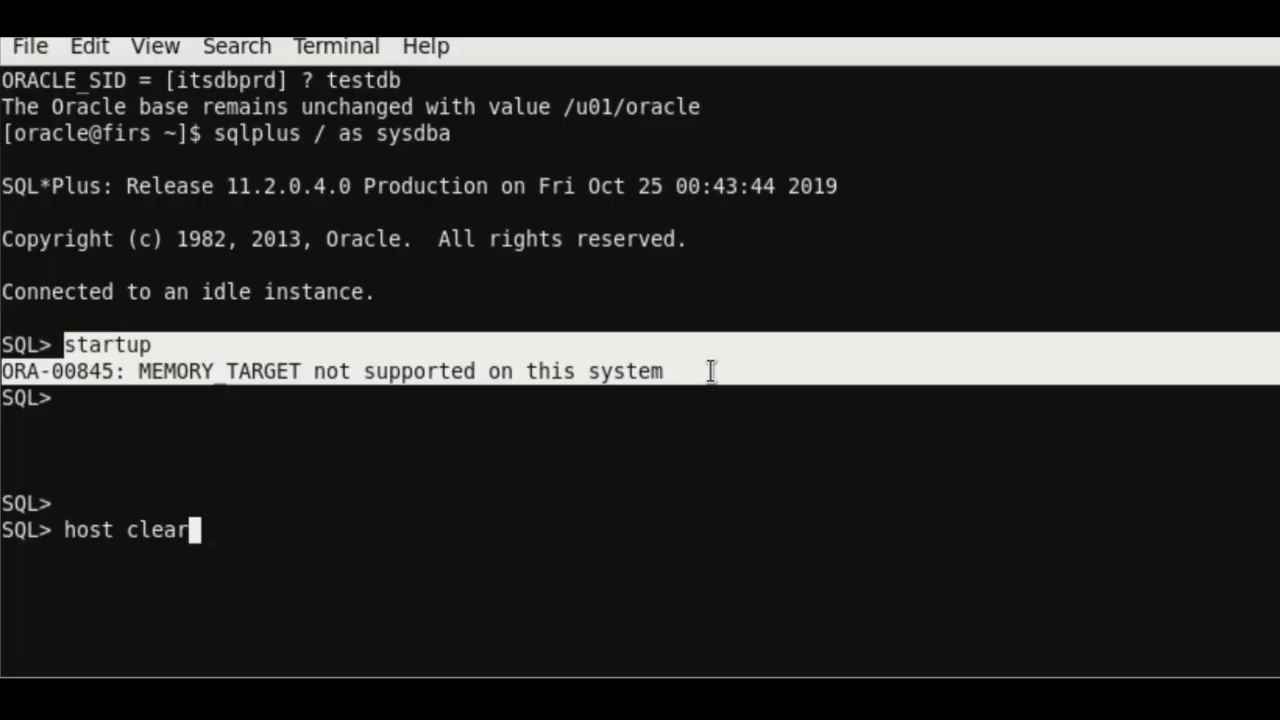 File Edit View Search Terminal Help
ORACLE_SID = [itsdbprd] ? testdb
The Oracle base remains unchanged with value /u01/oracle
[oracle@firs ~]$ sqlplus / as sysdba
SQL*Plus: Release 11.2.0.4.0 Production on Fri Oct 25 00:43:44 2019
Copyright (c) 1982, 2013, Oracle.  All rights reserved.
Connected to an idle instance.
SQL> startup
ORA-00845: MEMORY_TARGET not supported on this system
SQL>
SQL>
SQL> host clear